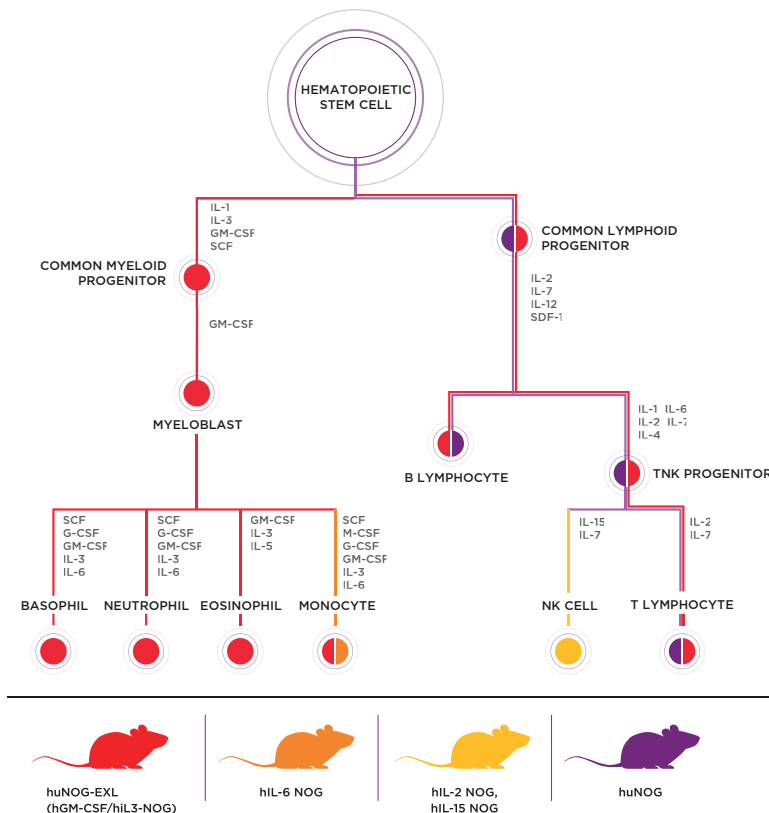 HEMATOPOIETIC
STEM CELL
IL-1
IL-3
GM-CSF
SCF
COMMON LYMPHOID
PROGENITOR
COMMON MYELOID
PROGENITOR
IL-2
IL-7
IL-12
SDF-1
GM-CSF
MYELOBLAST
IL-1 IL-6
IL-2 IL-7
IL-4
B LYMPHOCYTE
TNK PROGENITOR
SCF
G-CSF
GM-CSF
IL-3
IL-6
SCF
G-CSF
GM-CSF
IL-3
IL-6
GM-CSF
IL-3
IL-5
SCF
M-CSF
G-CSF
GM-CSF
IL-3
IL-6
IL-15
IL-7
IL-2
IL-7
BASOPHIL
NEUTROPHIL
EOSINOPHIL
MONOCYTE
NK CELL
T LYMPHOCYTE
huNOG-EXL
(hGM-CSF/hiL3-NOG)
hIL-6 NOG
hIL-2 NOG,
hIL-15 NOG
huNOG